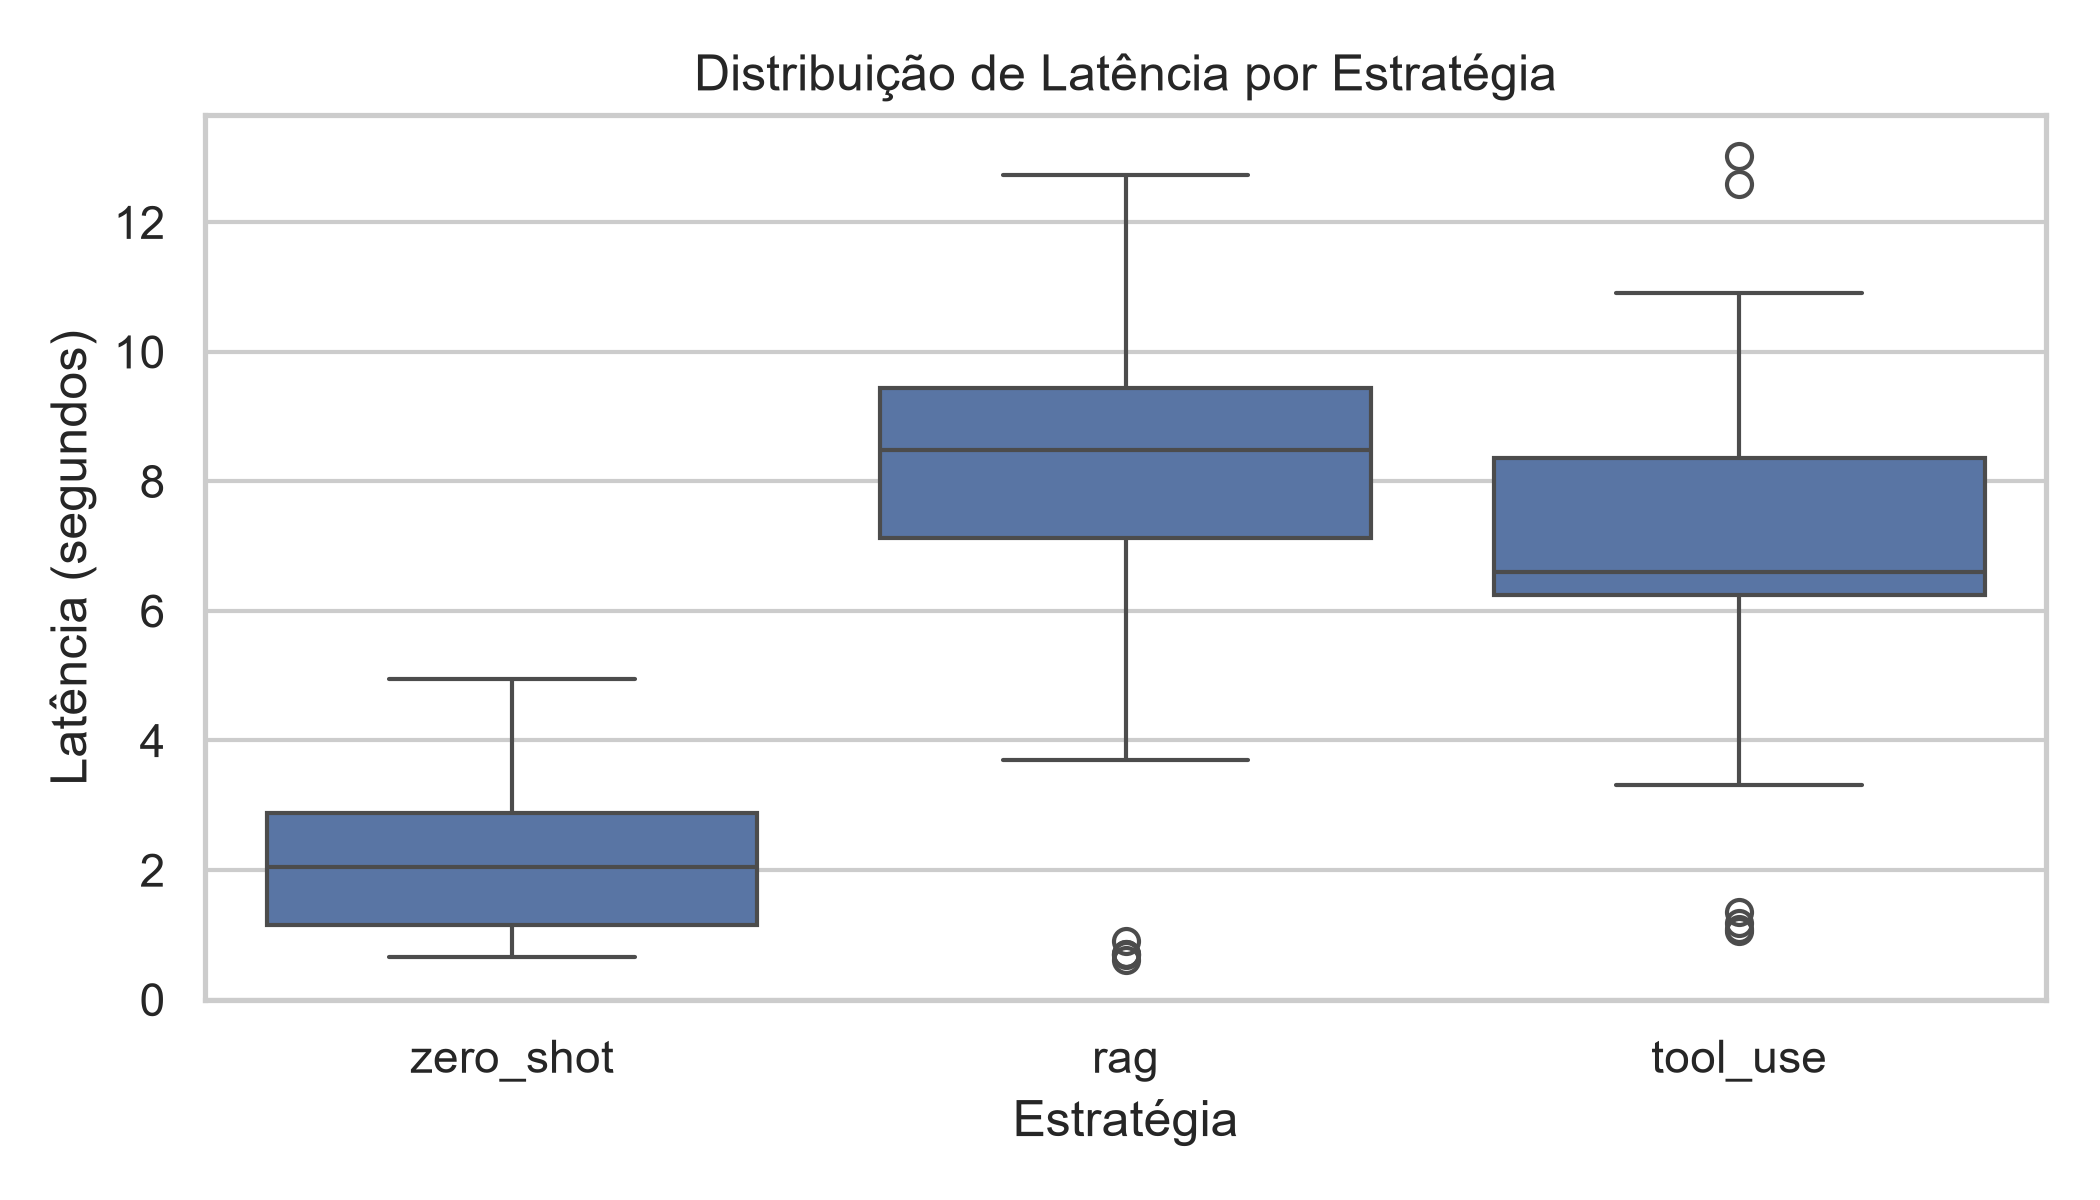 Distribuição de Latência por Estratégia
Latência (segundos)
12
10
8
6
4
2
0
zero_shot
rag
tool_use
Estratégia